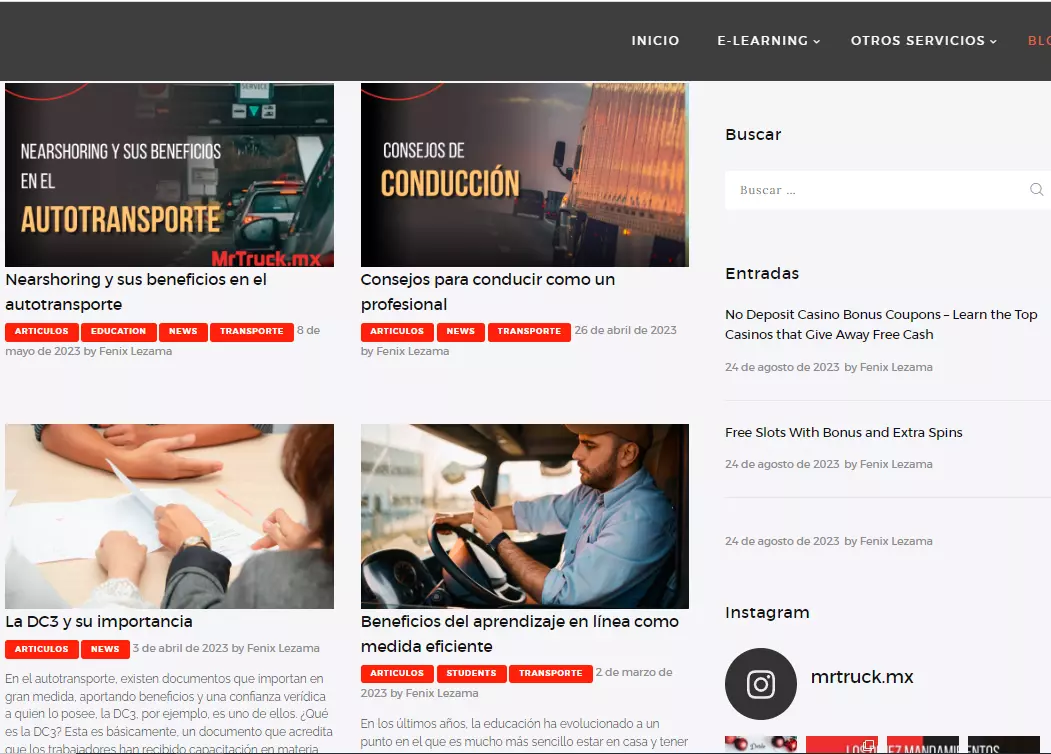 INICIO
E-LEARNING
OTROS SERVICIOS
BLO
SERVICE
NEARSHORING Y SUS BENEFICIOS
EN EL
AUTOTRANSPORTE
MrTruck.mx
Nearshoring y sus beneficios en el
autotransporte
ARTICULOS EDUCATION NEWS TRANSPORTE 8 de
mayo de 2023 by Fenix Lezama
CONSEJOS DE
CONDUCCIÓN
Consejos para conducir como un
profesional
ARTICULOS NEWS TRANSPORTE 26 de abril de 2023
by Fenix Lezama
La DC3 y su importancia
ARTICULOS NEWS 3 de abril de 2023 by Fenix Lezama
En el autotransporte, existen documentos que importan en
gran medida, aportando beneficios y una confianza verídica
a quien lo posee, la DC3, por ejemplo, es uno de ellos. ¿Qué
es la DC3? Esta es básicamente, un documento que acredita
que los trabajadores han recibido capacitación en materia
Beneficios del aprendizaje en línea como
medida eficiente
ARTICULOS STUDENTS TRANSPORTE 2 de marzo de
2023 by Fenix Lezama
En los últimos años, la educación ha evolucionado a un
punto en el que es mucho más sencillo estar en casa y tener
Buscar
Buscar …
Entradas
No Deposit Casino Bonus Coupons – Learn the Top
Casinos that Give Away Free Cash
24 de agosto de 2023 by Fenix Lezama
Free Slots With Bonus and Extra Spins
24 de agosto de 2023 by Fenix Lezama
24 de agosto de 2023 by Fenix Lezama
Instagram
mrtruck.mx